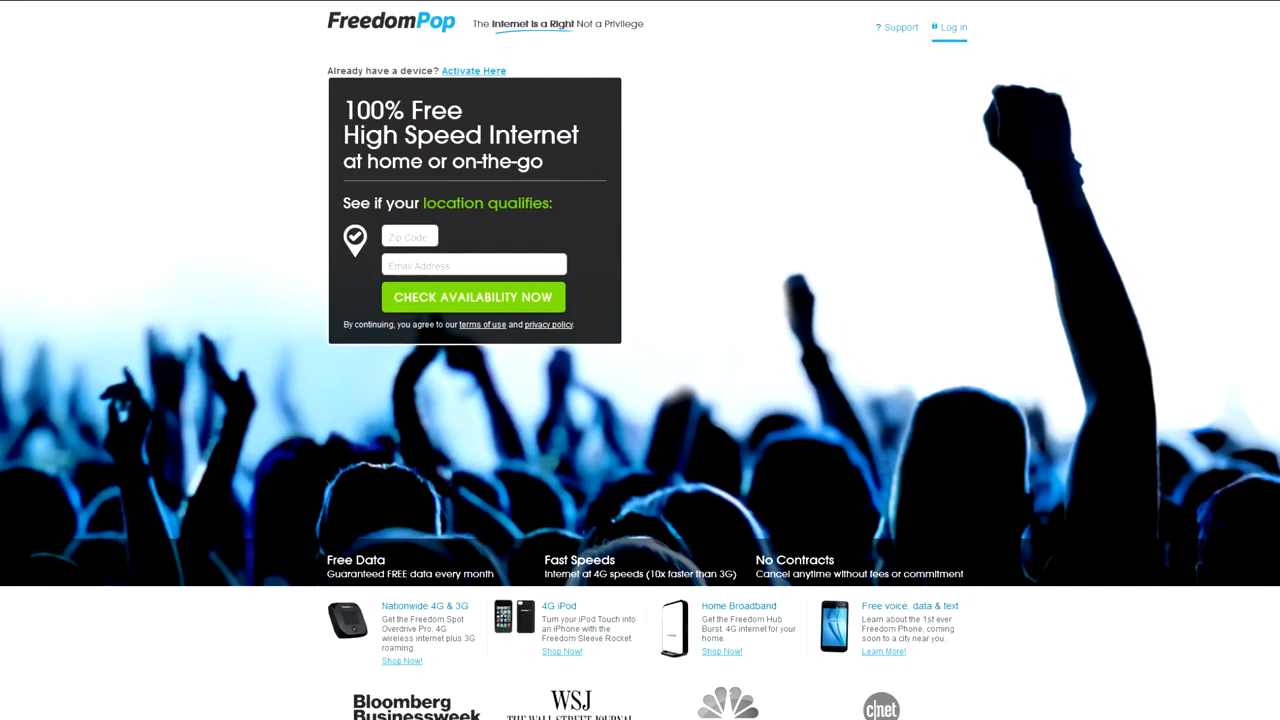 FreedomPop
The Internet is a Right Not a Privilege
? Support
Log in
Already have a device? Activate Here
100% Free
High Speed Internet
at home or on-the-go
See if your location qualifies:
Zip Code
Email Address
CHECK AVAILABILITY NOW
By continuing, you agree to our terms of use and privacy policy.
Free Data
Guaranteed FREE data every month
Fast Speeds
Internet at 4G speeds (10x faster than 3G)
No Contracts
Cancel anytime without fees or commitment
Nationwide 4G & 3G
Get the Freedom Spot
Overdrive Pro. 4G
wireless internet plus 3G
roaming.
Shop Now!
4G iPod
Turn your iPod Touch into
an iPhone with the
Freedom Sleeve Rocket.
Shop Now!
Home Broadband
Get the Freedom Hub
Burst. 4G internet for your
home.
Shop Now!
Free voice, data & text
Learn about the 1st ever
Freedom Phone, coming
soon to a city near you.
Learn More!
Bloomberg
Businessweek
WSJ
THE WALL STREET JOURNAL
c|net